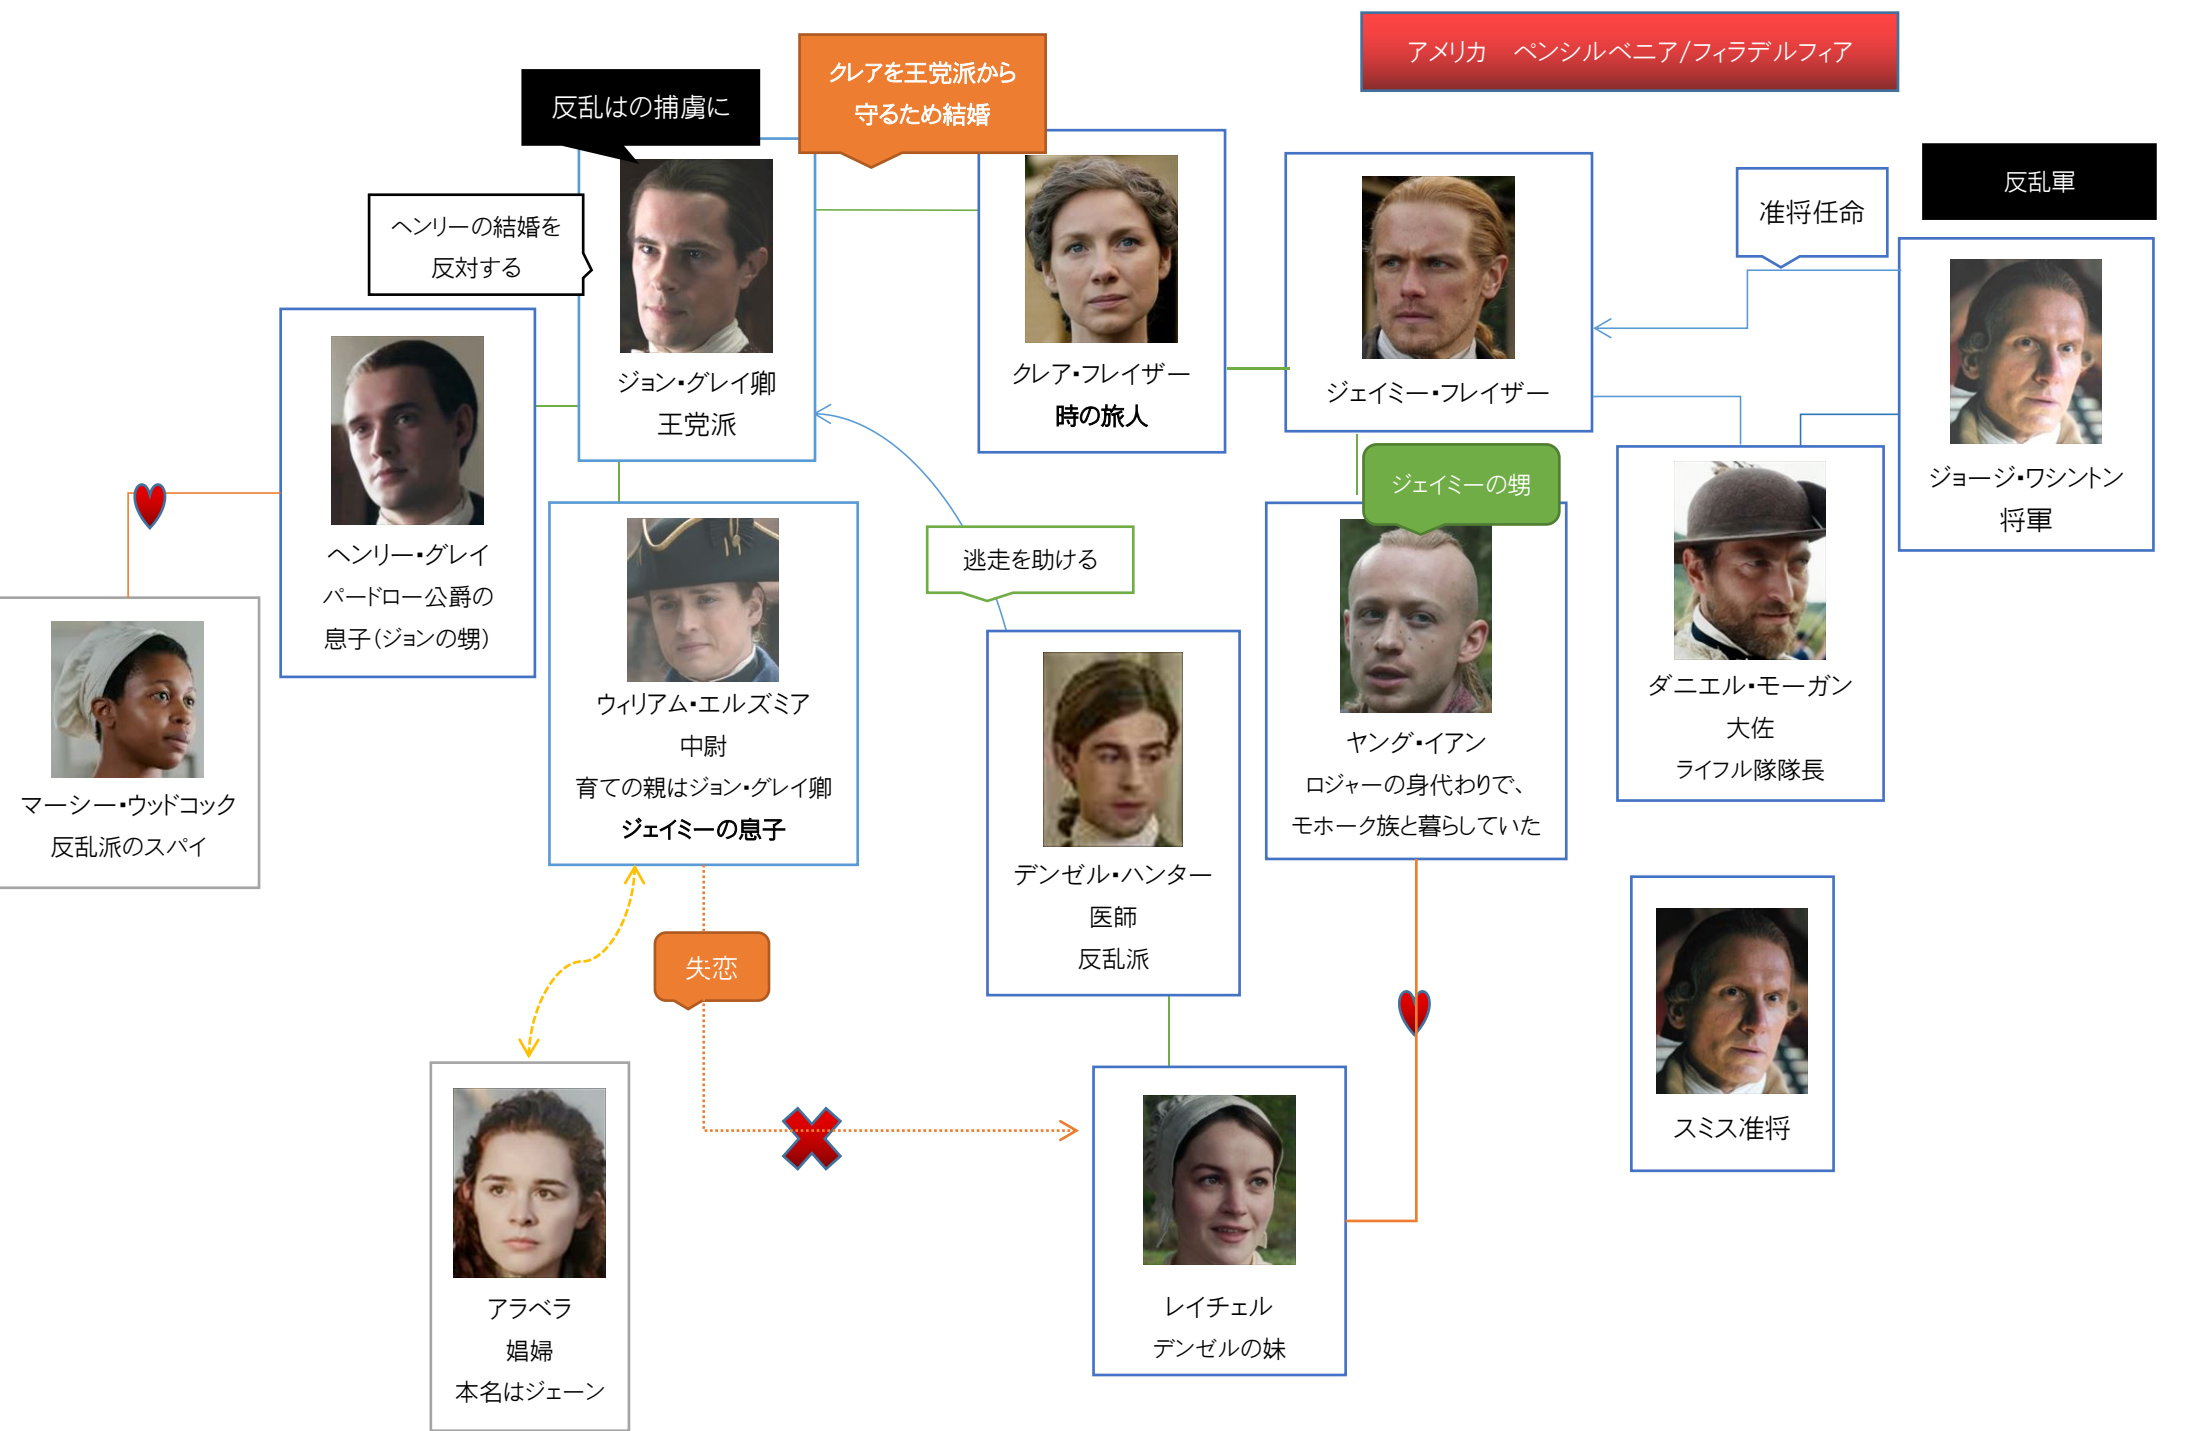 アメリカ　ペンシルベニア/フィラデルフィア
クレアを王党派から
守るため結婚
反乱はの捕虜に
反乱軍
准将任命
ヘンリーの結婚を
反対する
ジョン・グレイ卿
王党派
クレア・フレイザー
時の旅人
ジェイミー・フレイザー
ジョージ・ワシントン
将軍
ジェイミーの甥
逃走を助ける
ヘンリー・グレイ
パードロー公爵の
息子(ジョンの甥)
ウィリアム・エルズミア
中尉
育ての親はジョン・グレイ卿
ジェイミーの息子
ヤング・イアン
ロジャーの身代わりで、
モホーク族と暮らしていた
ダニエル・モーガン
大佐
ライフル隊隊長
マーシー・ウッドコック
反乱派のスパイ
デンゼル・ハンター
医師
反乱派
失恋
スミス准将
アラベラ
娼婦
本名はジェーン
レイチェル
デンゼルの妹